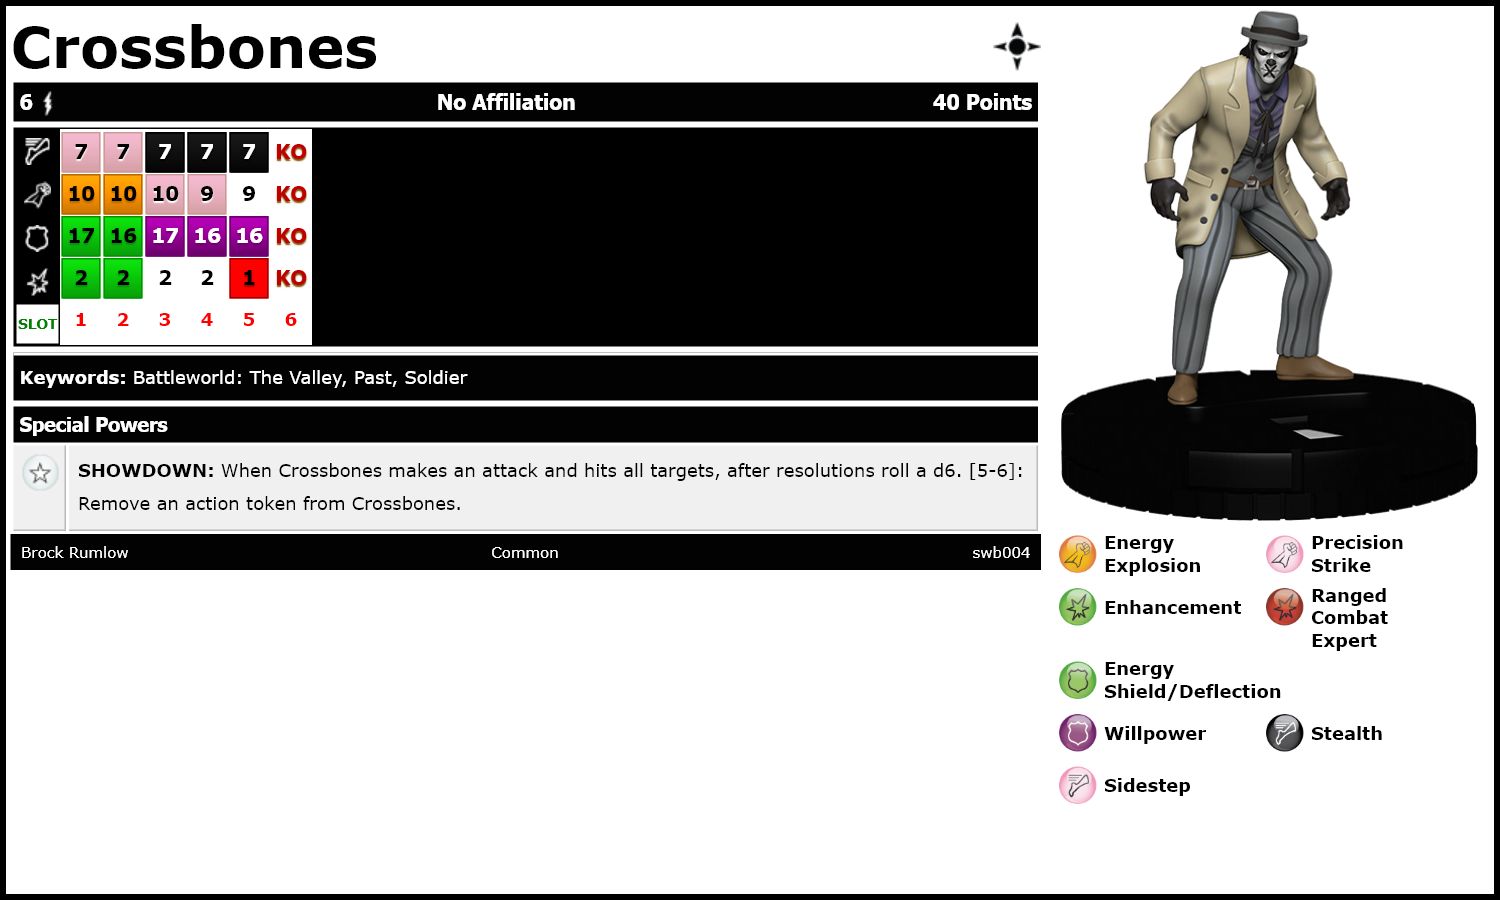 Crossbones
6 No Affiliation 40 Points
7 7 7 7 7 KO
10 10 10 9 9 KO
17 16 17 16 16 KO
2 2 2 2 1 KO
SLOT 1 2 3 4 5 6
Keywords: Battleworld: The Valley, Past, Soldier
Special Powers
SHOWDOWN: When Crossbones makes an attack and hits all targets, after resolutions roll a d6. [5-6]:
Remove an action token from Crossbones.
Brock Rumlow Common swb004
Energy
Explosion
Precision
Strike
Enhancement
Ranged
Combat
Expert
Energy
Shield/Deflection
Willpower
Stealth
Sidestep